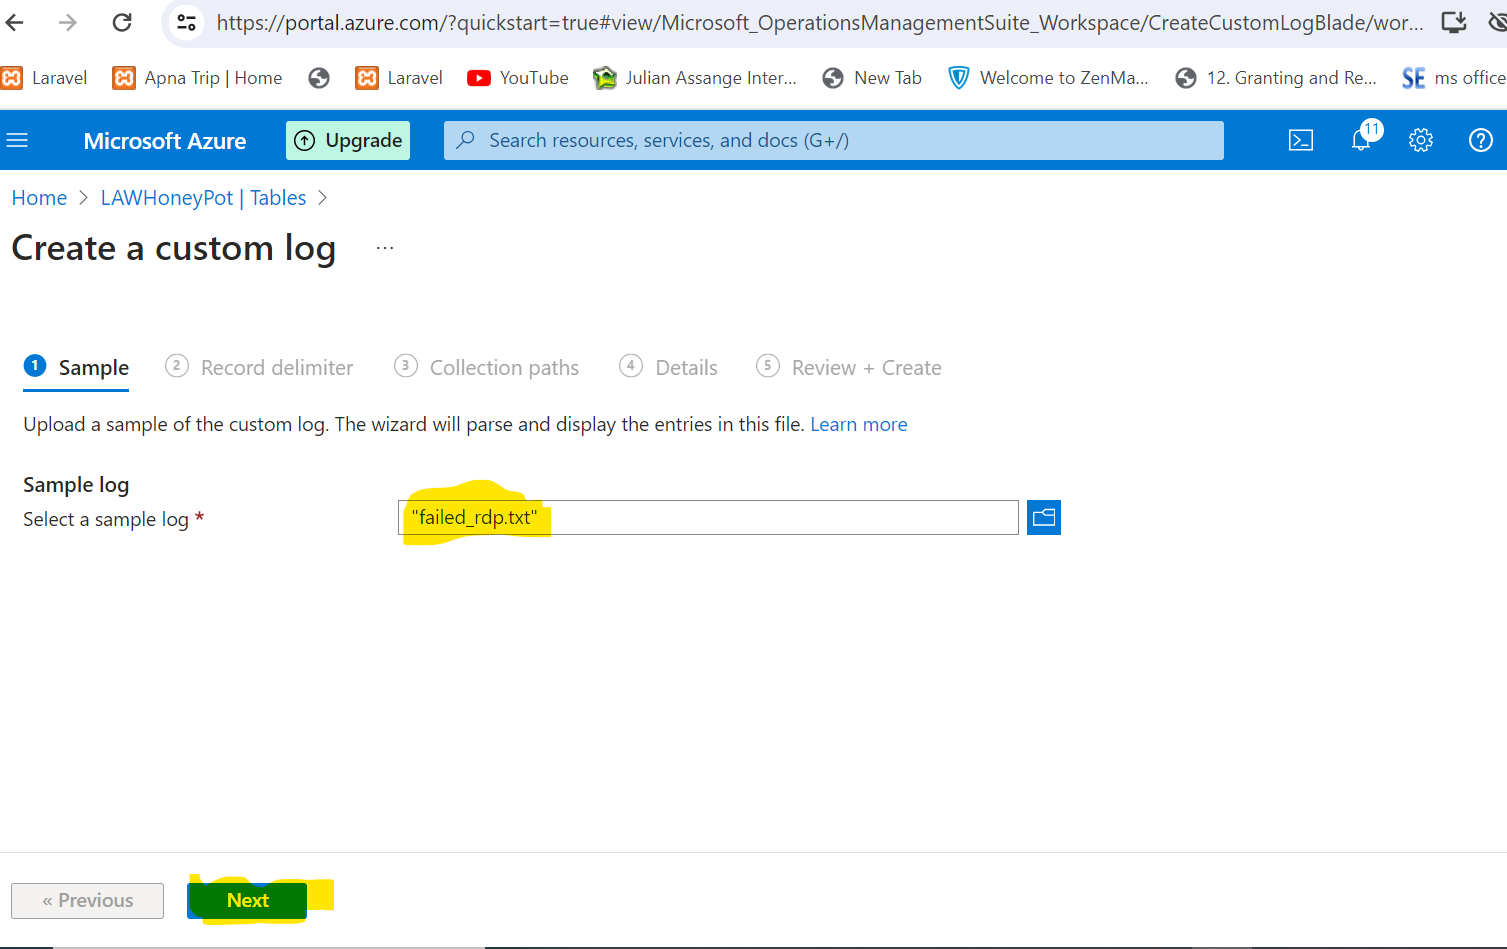 https://portal.azure.com/?quickstart=true#view/Microsoft_OperationsManagementSuite_Workspace/CreateCustomLogBlade/wor...
Laravel Apna Trip | Home Laravel YouTube Julian Assange Inter... New Tab Welcome to ZenMa... 12. Granting and Re... SE ms office
Microsoft Azure Upgrade Search resources, services, and docs (G+/) 11
Home > LAWHoneyPot | Tables >
Create a custom log ...
1 Sample 2 Record delimiter 3 Collection paths 4 Details 5 Review + Create
Upload a sample of the custom log. The wizard will parse and display the entries in this file. Learn more
Sample log
Select a sample log * "failed_rdp.txt"
« Previous Next